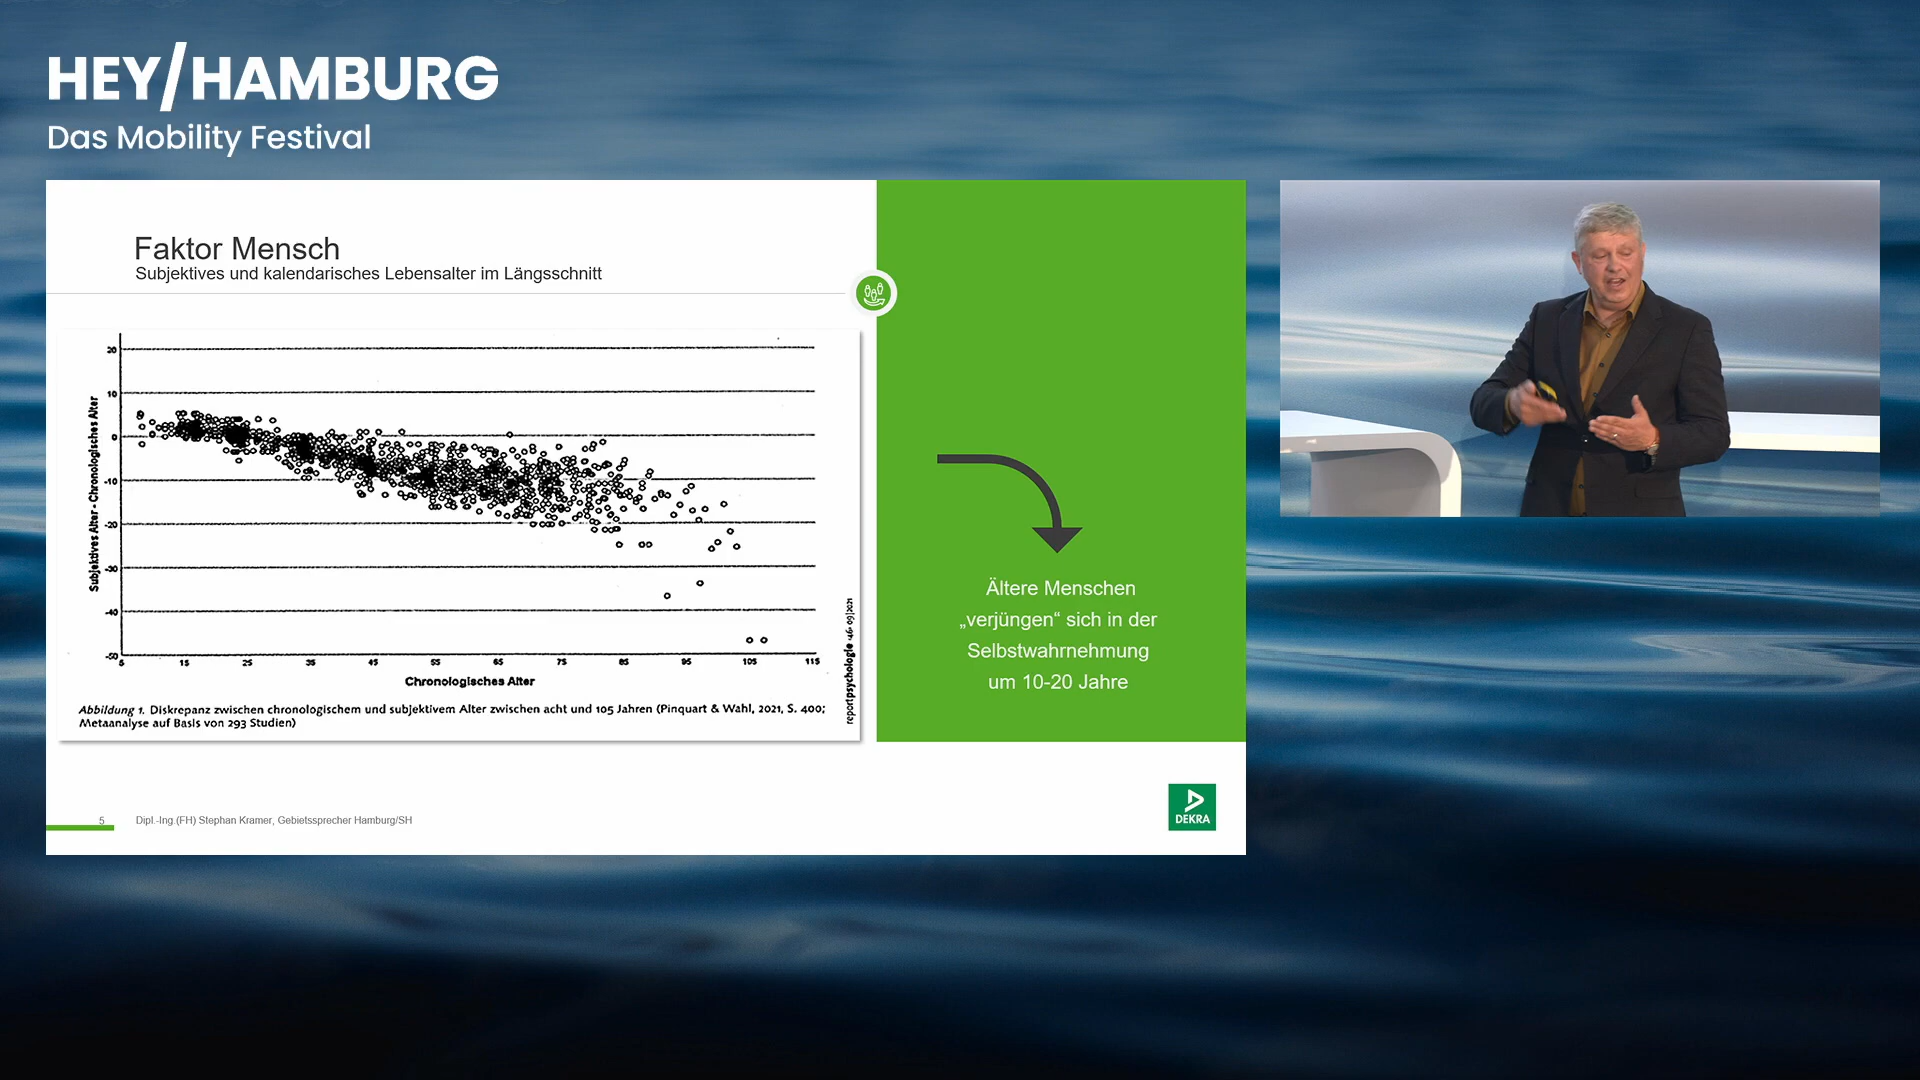 HEY/HAMBURG
Das Mobility Festival
Faktor Mensch
Subjektives und kalendarisches Lebensalter im Längsschnitt
20
10
0
-10
-20
-30
-40
-50
Subjektives Alter - Chronologisches Alter
5 15 25 35 45 55 65 75 85 95 105 115
Chronologisches Alter
reportpsychologie 46 09|2021
Abbildung 1. Diskrepanz zwischen chronologischem und subjektivem Alter zwischen acht und 105 Jahren (Pinquart & Wahl, 2021, S. 400;
Metaanalyse auf Basis von 293 Studien)
Ältere Menschen
„verjüngen“ sich in der
Selbstwahrnehmung
um 10-20 Jahre
5
Dipl.-Ing.(FH) Stephan Kramer, Gebietssprecher Hamburg/SH
DEKRA